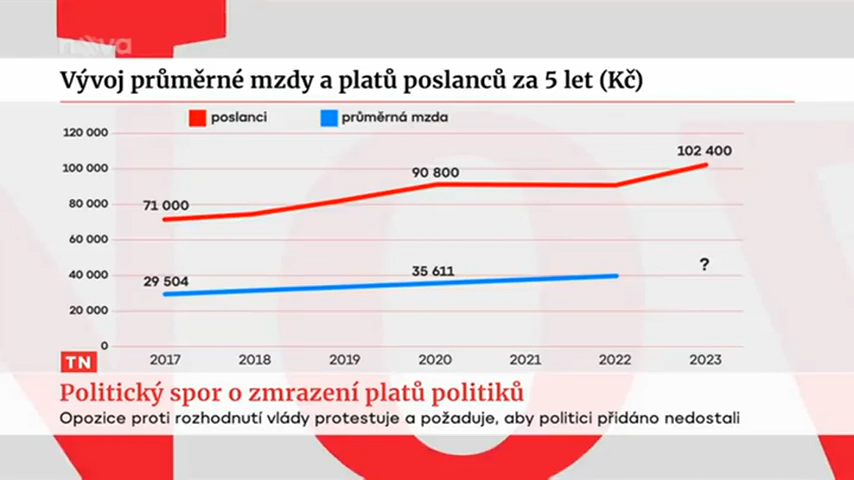 nova
Vývoj průměrné mzdy a platů poslanců za 5 let (Kč)
poslanci průměrná mzda
120 000
100 000
80 000
60 000
40 000
20 000
0
102 400
90 800
71 000
?
35 611
29 504
2017 2018 2019 2020 2021 2022 2023
TN
Politický spor o zmrazení platů politiků
Opozice proti rozhodnutí vlády protestuje a požaduje, aby politici přidáno nedostali